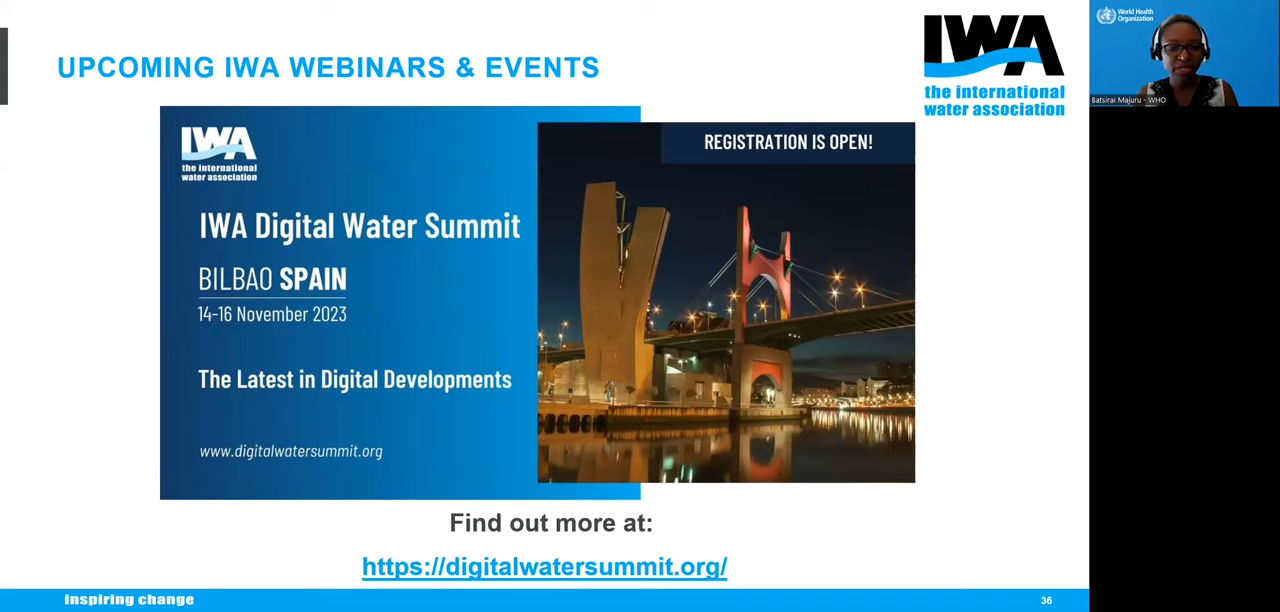 UPCOMING IWA WEBINARS & EVENTS
IWA
the international
water association
World Health
Organization
Batsirai Majuru - WHO
IWA
the international
water association
REGISTRATION IS OPEN!
IWA Digital Water Summit
BILBAO SPAIN
14-16 November 2023
The Latest in Digital Developments
www.digitalwatersummit.org
Find out more at:
https://digitalwatersummit.org/
inspiring change
36